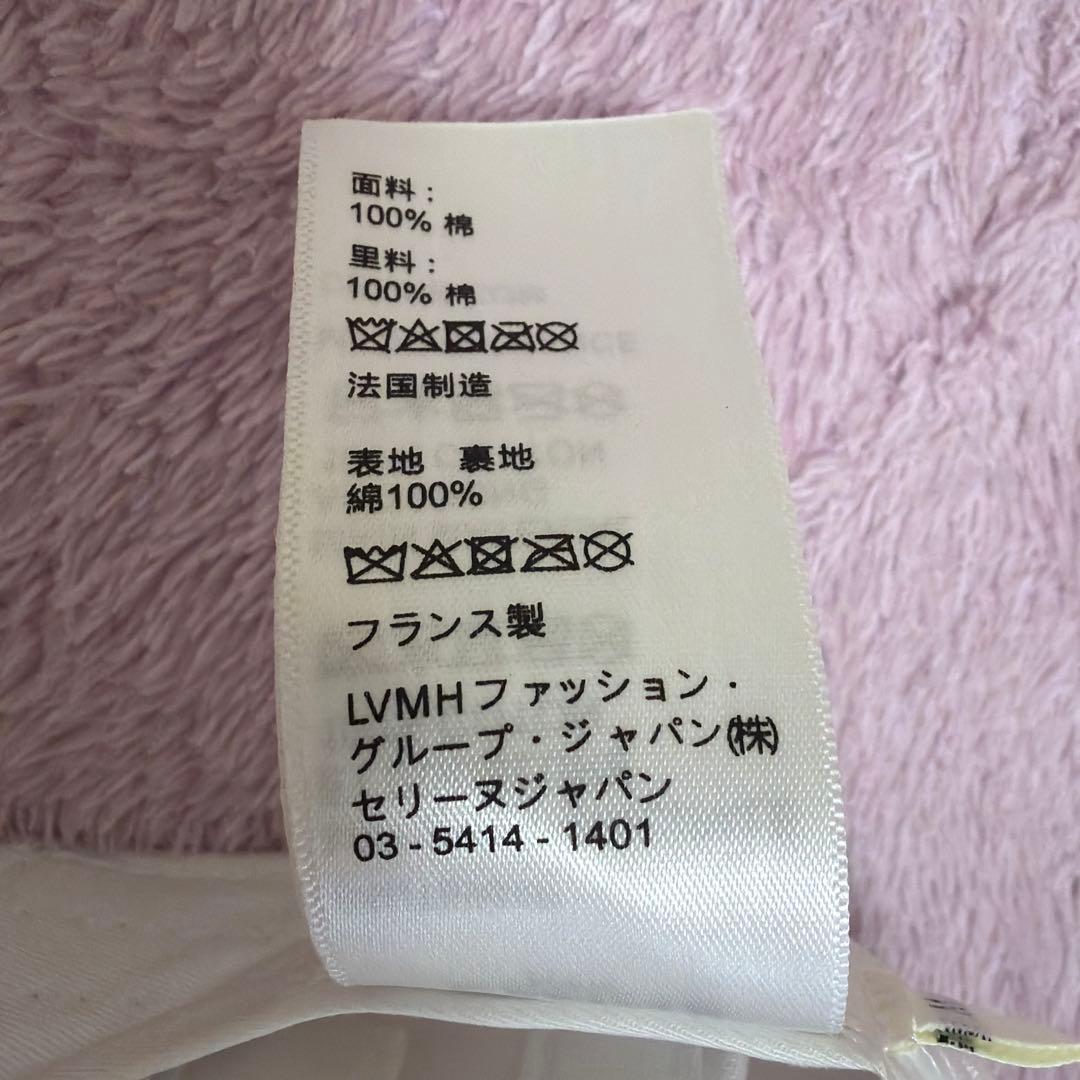 面料：
100% 棉
里料：
100% 棉
法国制造
表地 裏地
綿100%
フランス製
LVMHファッション・
グループ・ジャパン㈱
セリーヌジャパン
03 - 5414 - 1401